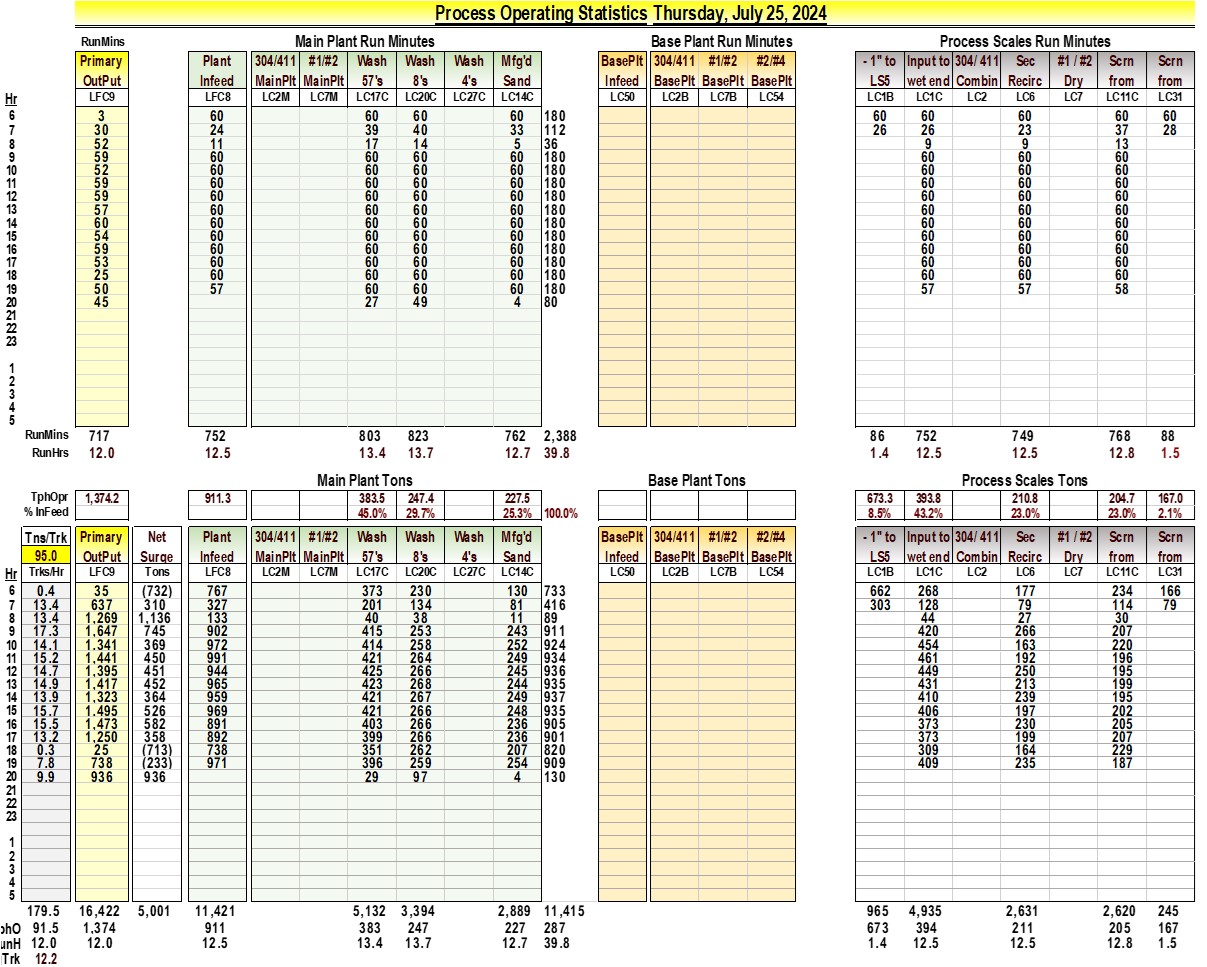 Process Operating Statistics Thursday, July 25, 2024
RunMins Main Plant Run Minutes Base Plant Run Minutes Process Scales Run Minutes
Primary Plant 304/411 #1/#2 Wash Wash Wash Mfg'd BasePlt 304/411 #1/#2 #2/#4 - 1" to Input to 304/ 411 Sec #1 / #2 Scrn Scrn
OutPut Infeed MainPlt MainPlt 57's 8's 4's Sand Infeed BasePlt BasePlt BasePlt LS5 wet end Combin Recirc Dry from from
Hr LFC9 LFC8 LC2M LC7M LC17C LC20C LC27C LC14C LC50 LC2B LC7B LC54 LC1B LC1C LC2 LC6 LC7 LC11C LC31
6 3 60 60 60 60 180 60 60 60 60 60
7 30 24 39 40 33 112 26 26 23 37 28
8 52 11 17 14 5 36 9 9 13
9 59 60 60 60 60 180 60 60 60
10 52 60 60 60 60 180 60 60 60
11 59 60 60 60 60 180 60 60 60
12 59 60 60 60 60 180 60 60 60
13 57 60 60 60 60 180 60 60 60
14 60 60 60 60 60 180 60 60 60
15 54 60 60 60 60 180 60 60 60
16 59 60 60 60 60 180 60 60 60
17 53 60 60 60 60 180 60 60 60
18 25 60 60 60 60 180 60 60 60
19 50 57 60 60 60 180 57 57 58
20 45 27 49 4 80
21
22
23
1
2
3
4
5
RunMins 717 752 803 823 762 2,388 86 752 749 768 88
RunHrs 12.0 12.5 13.4 13.7 12.7 39.8 1.4 12.5 12.5 12.8 1.5
Main Plant Tons Base Plant Tons Process Scales Tons
TphOpr 1,374.2 911.3 383.5 247.4 227.5 673.3 393.8 210.8 204.7 167.0
% InFeed 45.0% 29.7% 25.3% 100.0% 8.5% 43.2% 23.0% 23.0% 2.1%
Tns/Trk Primary Net Plant 304/411 #1/#2 Wash Wash Wash Mfg'd BasePlt 304/411 #1/#2 #2/#4 - 1" to Input to 304/ 411 Sec #1 / #2 Scrn Scrn
95.0 OutPut Surge Infeed MainPlt MainPlt 57's 8's 4's Sand Infeed BasePlt BasePlt BasePlt LS5 wet end Combin Recirc Dry from from
Hr Trks/Hr LFC9 Tons LFC8 LC2M LC7M LC17C LC20C LC27C LC14C LC50 LC2B LC7B LC54 LC1B LC1C LC2 LC6 LC7 LC11C LC31
6 0.4 35 (732) 767 373 230 130 733 662 268 177 234 166
7 13.4 637 310 327 201 134 81 416 303 128 79 114 79
8 13.4 1,269 1,136 133 40 38 11 89 44 27 30
9 17.3 1,647 745 902 415 253 243 911 420 266 207
10 14.1 1,341 369 972 414 258 252 924 454 163 220
11 15.2 1,441 450 991 421 264 249 934 461 192 196
12 14.7 1,395 451 944 425 266 245 936 449 250 195
13 14.9 1,417 452 965 423 268 244 935 431 213 199
14 13.9 1,323 364 959 421 267 249 937 410 239 195
15 15.7 1,495 526 969 421 266 248 935 406 197 202
16 15.5 1,473 582 891 403 266 236 905 373 230 205
17 13.2 1,250 358 892 399 266 236 901 373 199 207
18 0.3 25 (713) 738 351 262 207 820 309 164 229
19 7.8 738 (233) 971 396 259 254 909 409 235 187
20 9.9 936 936 29 97 4 130
21
22
23
1
2
3
4
5
179.5 16,422 5,001 11,421 5,132 3,394 2,889 11,415 965 4,935 2,631 2,620 245
phO 91.5 1,374 911 383 247 227 287 673 394 211 205 167
unH 12.0 12.0 12.5 13.4 13.7 12.7 39.8 1.4 12.5 12.5 12.8 1.5
Trk 12.2